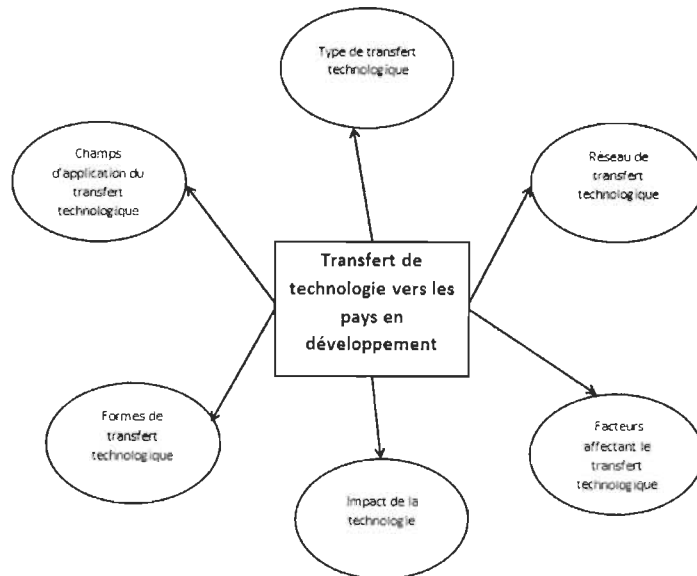 Type de transfert
technologique
Champs
d'application du
transfert
technologique
Réseau de
transfert
technologique
Transfert de
technologie vers les
pays en
développement
Formes de
transfert
technologique
Facteurs
affectant le
transfert
technologique
Impact de la
technologie